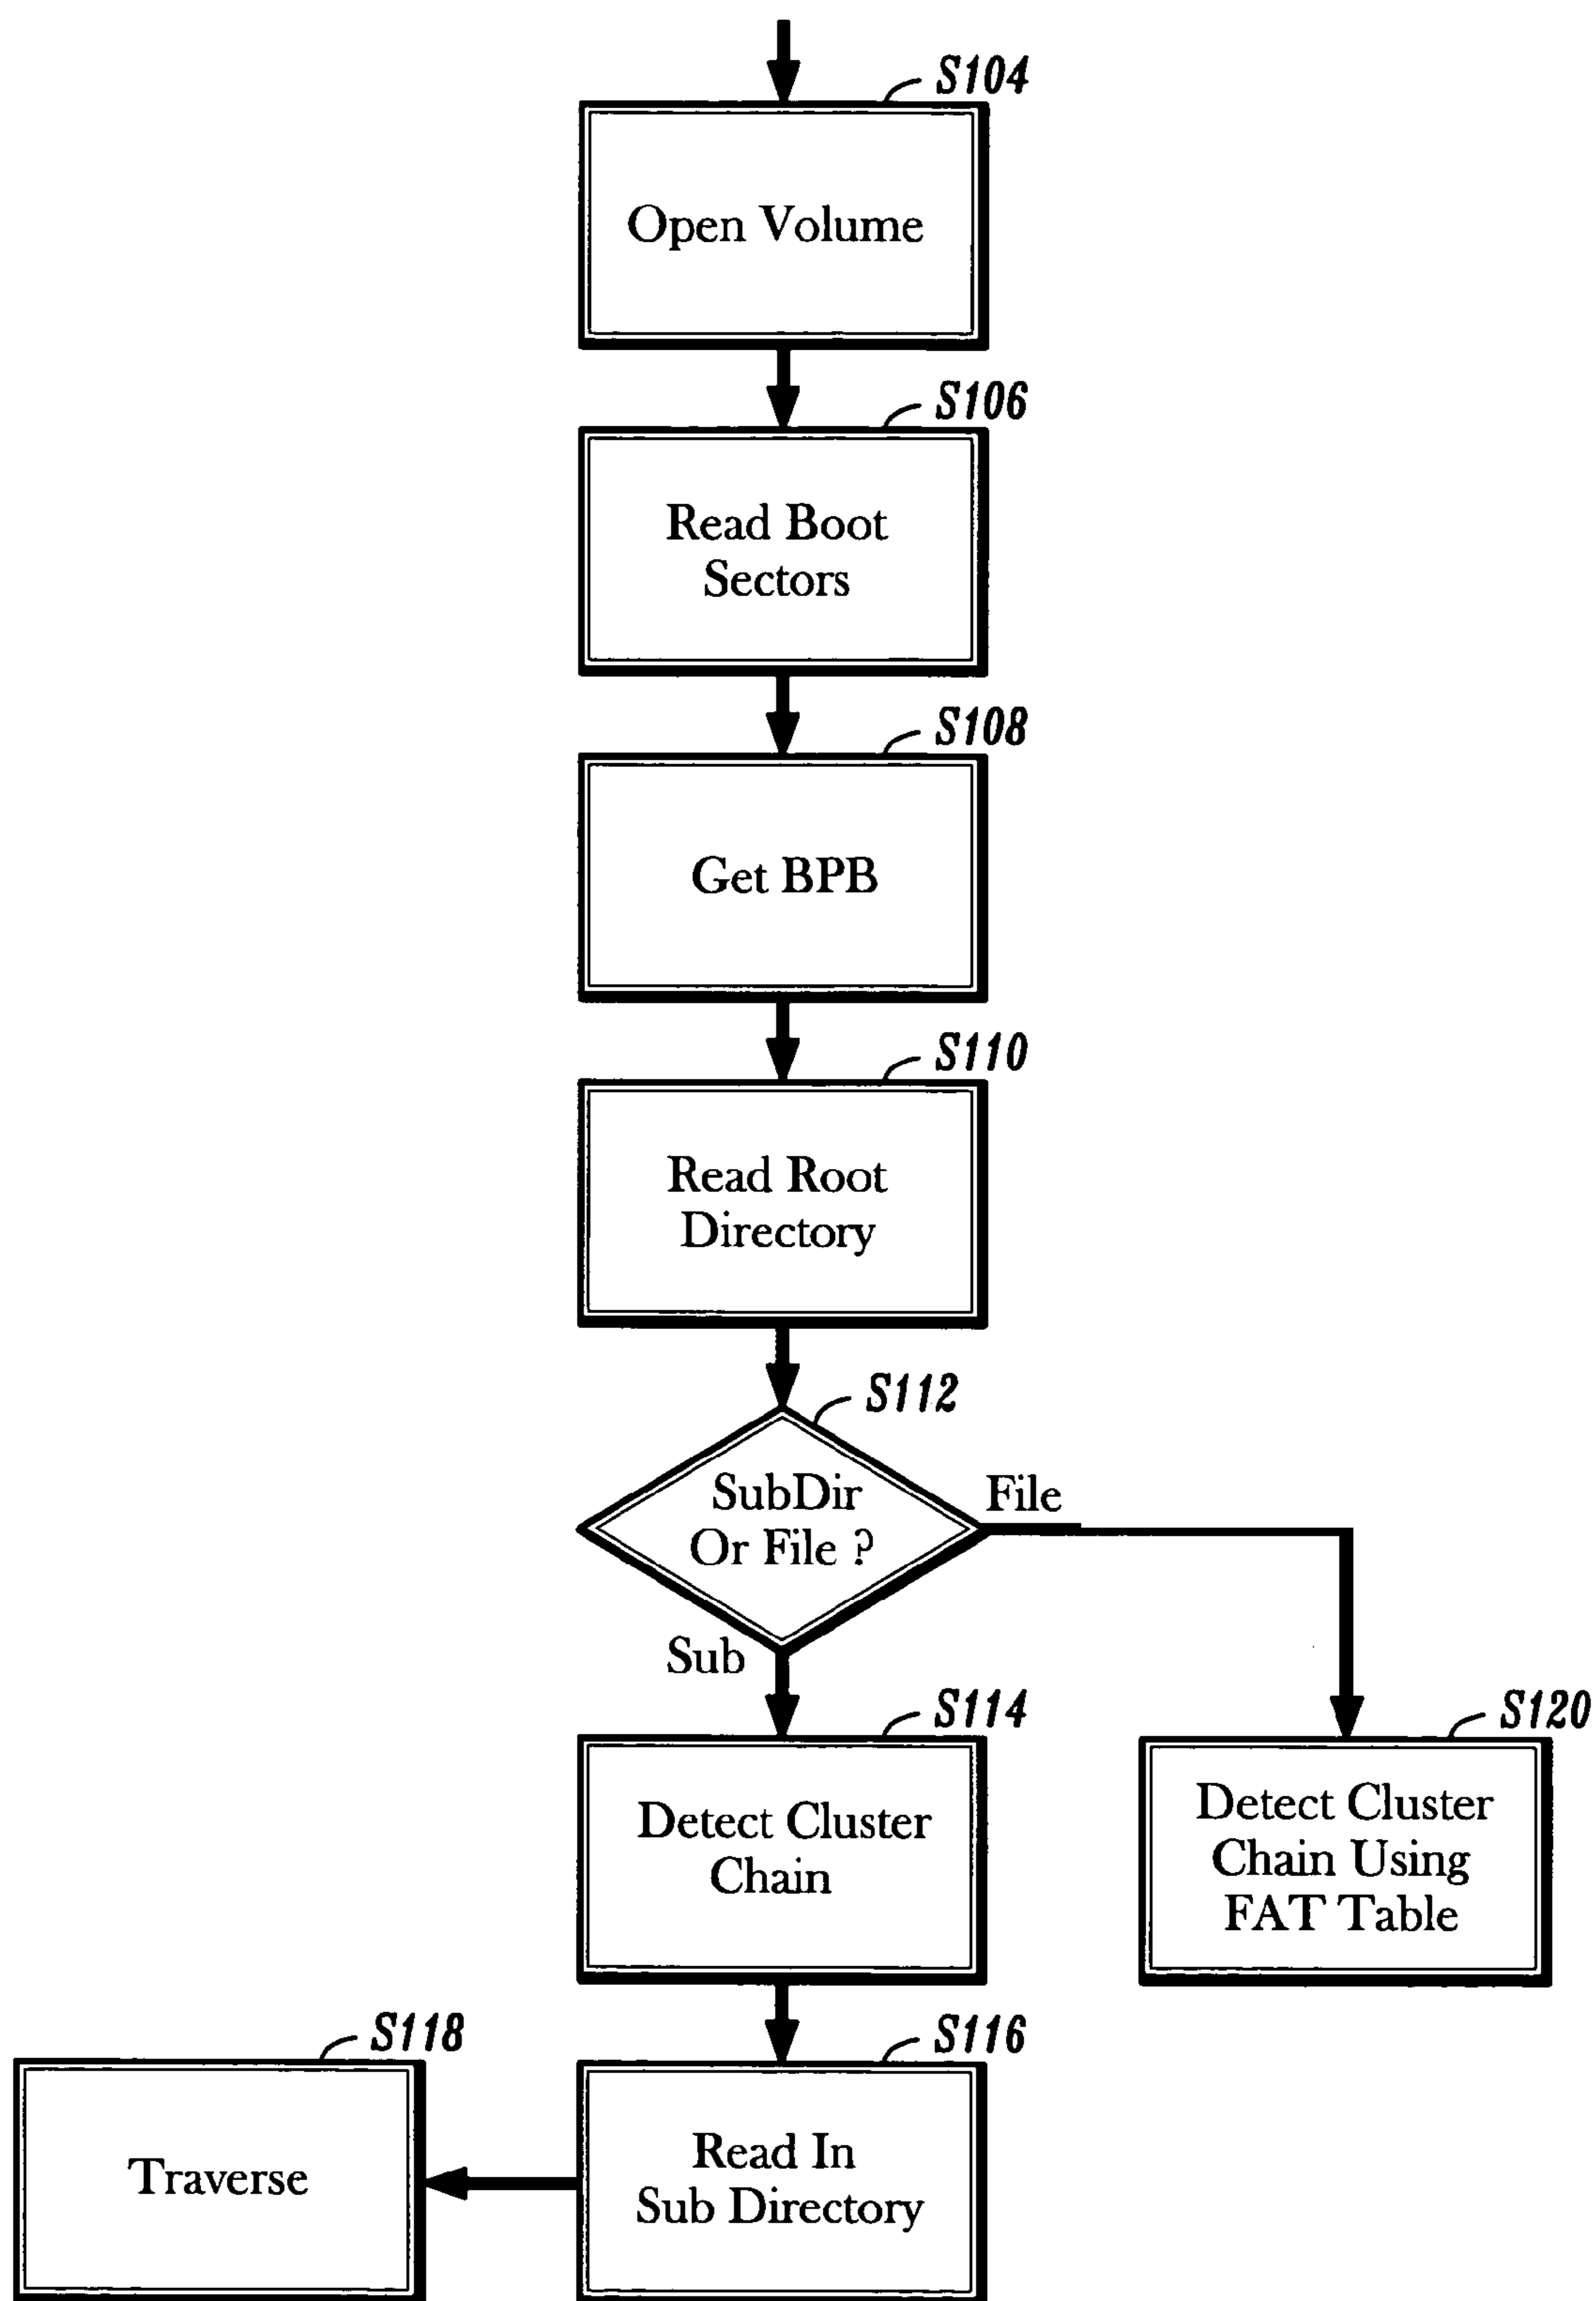 S104
Open Volume
S106
Read Boot
Sectors
S108
Get BPB
S110
Read Root
Directory
S112
SubDir
Or File ?
File
Sub
S114
Detect Cluster
Chain
S120
Detect Cluster
Chain Using
FAT Table
S118
Traverse
S116
Read In
Sub Directory